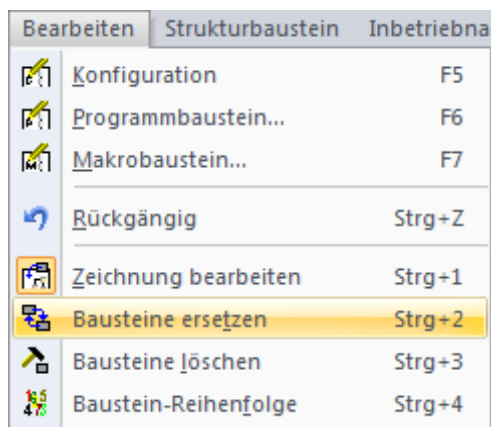 Bearbeiten Strukturbaustein Inbetriebna
Konfiguration F5
Programmbaustein... F6
Makrobaustein... F7
Rückgängig Strg+Z
Zeichnung bearbeiten Strg+1
Bausteine ersetzen Strg+2
Bausteine löschen Strg+3
Baustein-Reihenfolge Strg+4